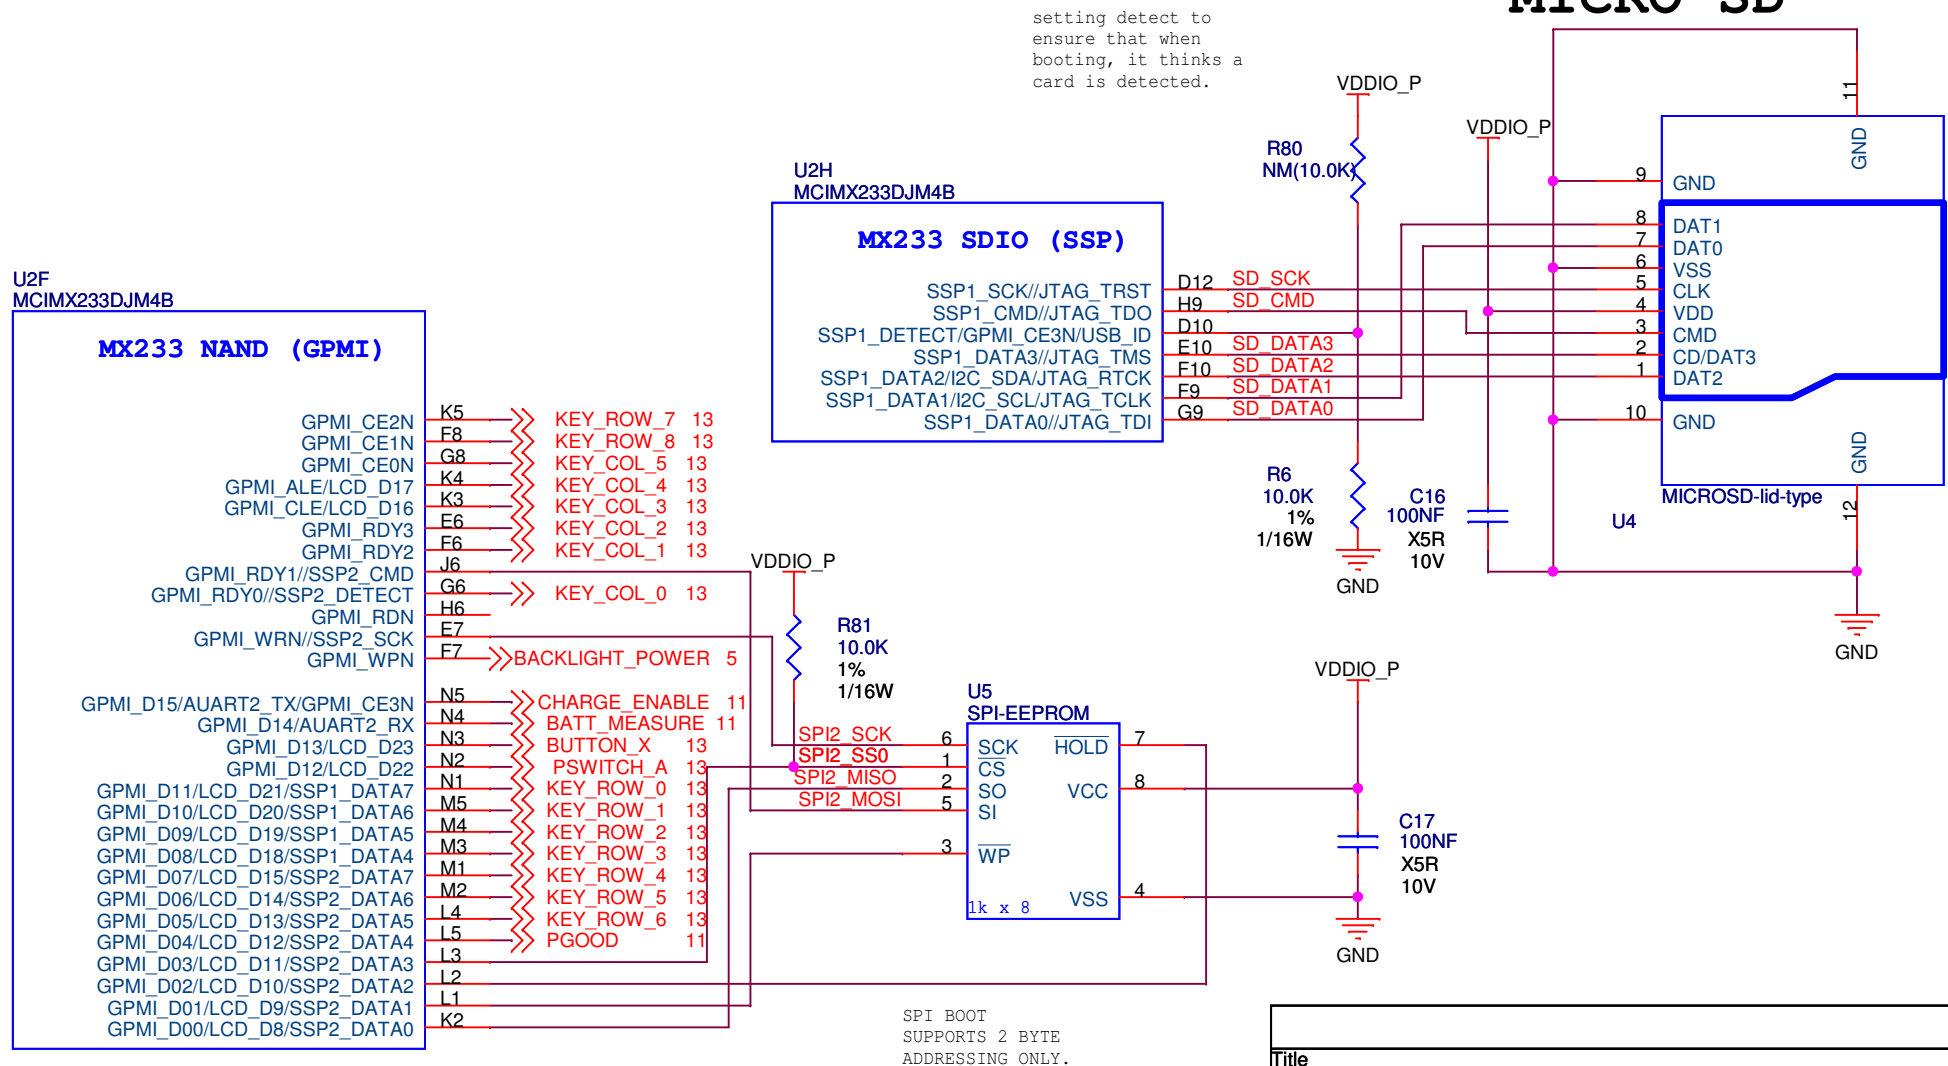 setting detect to
ensure that when
booting, it thinks a
card is detected.
MICRO SD
VDDIO_P
R80
NM(10.0K)
VDDIO_P
U2H
MCIMX233DJM4B
MX233 SDIO (SSP)
SSP1_SCK//JTAG_TRST D12 SD_SCK
SSP1_CMD//JTAG_TDO H9 SD_CMD
SSP1_DETECT/GPMI_CE3N/USB_ID D10
SSP1_DATA3//JTAG_TMS E10 SD_DATA3
SSP1_DATA2/I2C_SDA/JTAG_RTCK F10 SD_DATA2
SSP1_DATA1/I2C_SCL/JTAG_TCLK F9 SD_DATA1
SSP1_DATA0//JTAG_TDI G9 SD_DATA0
11
GND
9 GND
8 DAT1
7 DAT0
6 VSS
5 CLK
4 VDD
3 CMD
2 CD/DAT3
1 DAT2
10 GND
GND
12
MICROSD-lid-type
U4
GND
R6
10.0K
1%
1/16W
GND
C16
100NF
X5R
10V
U2F
MCIMX233DJM4B
MX233 NAND (GPMI)
GPMI_CE2N K5 KEY_ROW_7 13
GPMI_CE1N F8 KEY_ROW_8 13
GPMI_CE0N G8 KEY_COL_5 13
GPMI_ALE/LCD_D17 K4 KEY_COL_4 13
GPMI_CLE/LCD_D16 K3 KEY_COL_3 13
GPMI_RDY3 E6 KEY_COL_2 13
GPMI_RDY2 F6 KEY_COL_1 13
GPMI_RDY1//SSP2_CMD J6
GPMI_RDY0//SSP2_DETECT G6 KEY_COL_0 13
GPMI_RDN H6
GPMI_WRN//SSP2_SCK E7
GPMI_WPN F7 BACKLIGHT_POWER 5
GPMI_D15/AUART2_TX/GPMI_CE3N N5 CHARGE_ENABLE 11
GPMI_D14/AUART2_RX N4 BATT_MEASURE 11
GPMI_D13/LCD_D23 N3 BUTTON_X 13
GPMI_D12/LCD_D22 N2 PSWITCH_A 13
GPMI_D11/LCD_D21/SSP1_DATA7 N1 KEY_ROW_0 13
GPMI_D10/LCD_D20/SSP1_DATA6 M5 KEY_ROW_1 13
GPMI_D09/LCD_D19/SSP1_DATA5 M4 KEY_ROW_2 13
GPMI_D08/LCD_D18/SSP1_DATA4 M3 KEY_ROW_3 13
GPMI_D07/LCD_D15/SSP2_DATA7 M1 KEY_ROW_4 13
GPMI_D06/LCD_D14/SSP2_DATA6 M2 KEY_ROW_5 13
GPMI_D05/LCD_D13/SSP2_DATA5 L4 KEY_ROW_6 13
GPMI_D04/LCD_D12/SSP2_DATA4 L5 PGOOD 11
GPMI_D03/LCD_D11/SSP2_DATA3 L3
GPMI_D02/LCD_D10/SSP2_DATA2 L2
GPMI_D01/LCD_D9/SSP2_DATA1 L1
GPMI_D00/LCD_D8/SSP2_DATA0 K2
VDDIO_P
R81
10.0K
1%
1/16W
U5
SPI-EEPROM
SPI2_SCK 6 SCK
SPI2_SS0 1 CS
SPI2_MISO 2 SO
SPI2_MOSI 5 SI
3 WP
HOLD 7
VCC 8
VSS 4
1k x 8
VDDIO_P
C17
100NF
X5R
10V
GND
SPI BOOT
SUPPORTS 2 BYTE
ADDRESSING ONLY.
Title